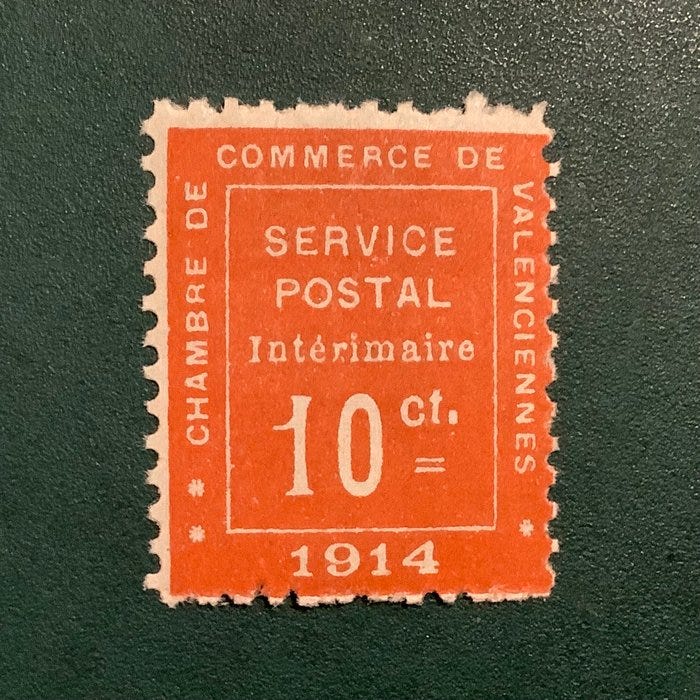 CHAMBRE DE
COMMERCE DE
VALENCIENNES
SERVICE
POSTAL
Intérimaire
10 ct.
1914